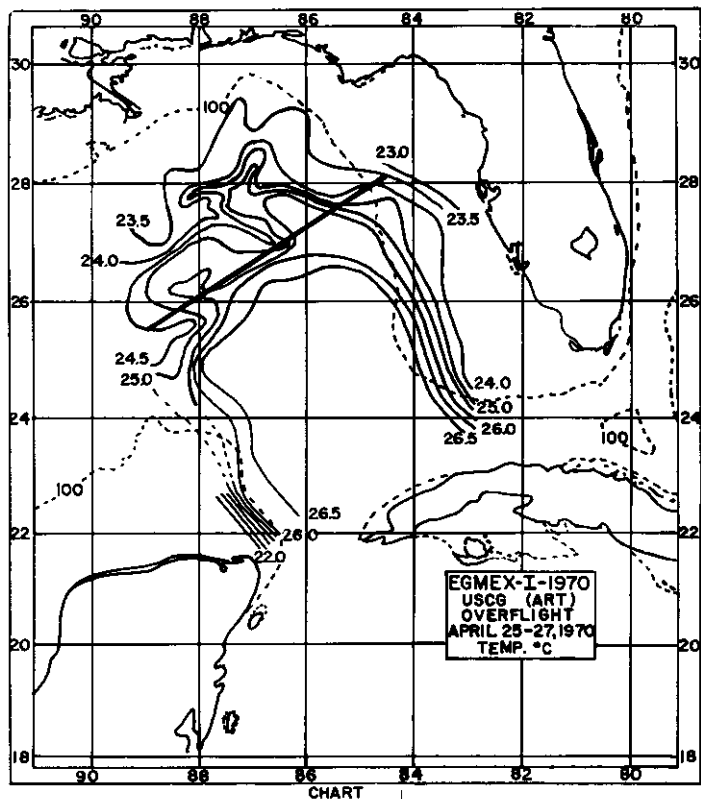 90 88 86 84 82 80
30 30
100
23.0
28 28
23.5 23.5
24.0
26 26
24.5
25.0
24.0
25.0
26.0
26.5
24 24
100
100
26.5
22 26.0 22
22.0
EGMEX-I-1970
USCG (ART)
OVERFLIGHT
APRIL 25-27, 1970
TEMP. °C
20 20
18 18
90 88 86 84 82 80
CHART